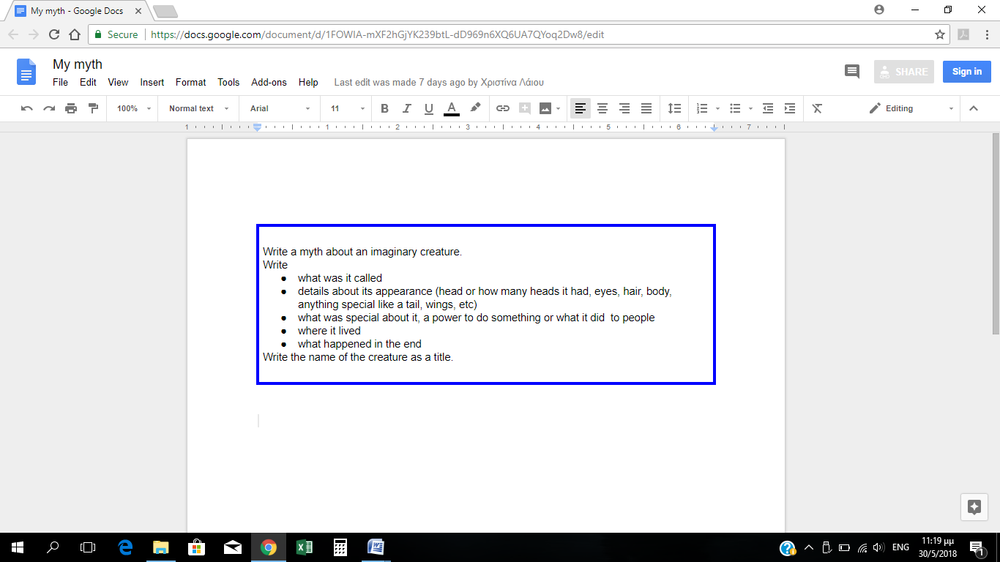 My myth - Google Docs
Secure
https://docs.google.com/document/d/1FOWIA-mXF2hGjYK239btL-dD969n6XQ6UA7QYoq2Dw8/edit
My myth
File Edit View Insert Format Tools Add-ons Help Last edit was made 7 days ago by Χριστίνα Λάιου
SHARE
Sign in
100% Normal text Arial 11 B I U A Editing
1 1 2 3 4 5 6 7
Write a myth about an imaginary creature.
Write
● what was it called
● details about its appearance (head or how many heads it had, eyes, hair, body,
anything special like a tail, wings, etc)
● what was special about it, a power to do something or what it did  to people
● where it lived
● what happened in the end
Write the name of the creature as a title.
ENG
11:19 μμ
30/5/2018
1